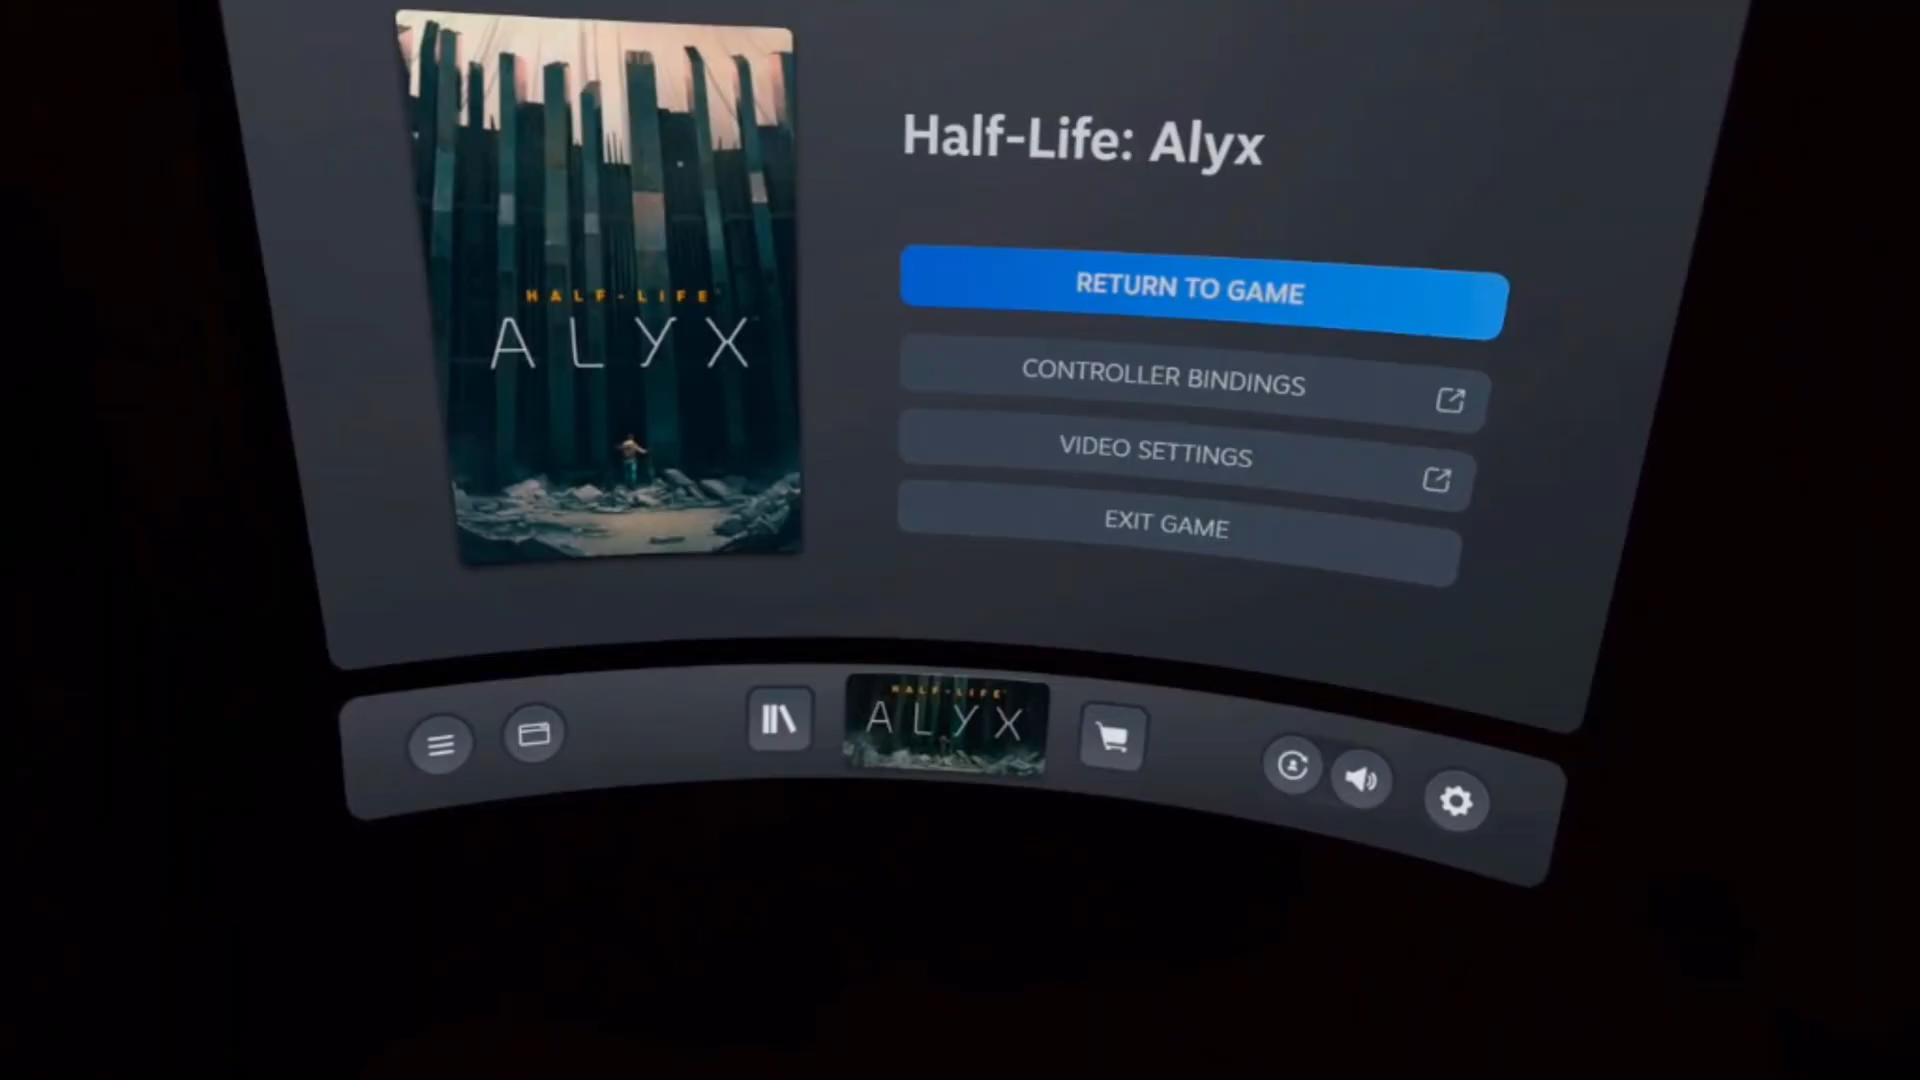 HALF-LIFE
ALYX
Half-Life: Alyx
RETURN TO GAME
CONTROLLER BINDINGS
VIDEO SETTINGS
EXIT GAME
HALF-LIFE
ALYX